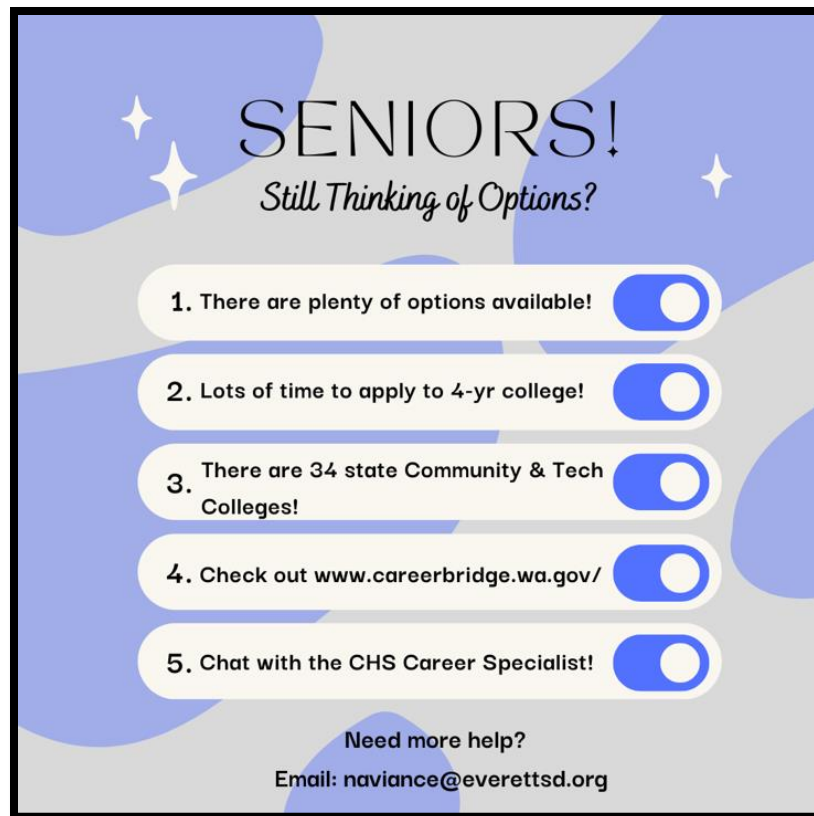 SENIORS!
Still Thinking of Options?
1. There are plenty of options available!
2. Lots of time to apply to 4-yr college!
3. There are 34 state Community & Tech
Colleges!
4. Check out www.careerbridge.wa.gov/
5. Chat with the CHS Career Specialist!
Need more help?
Email: naviance@everettsd.org